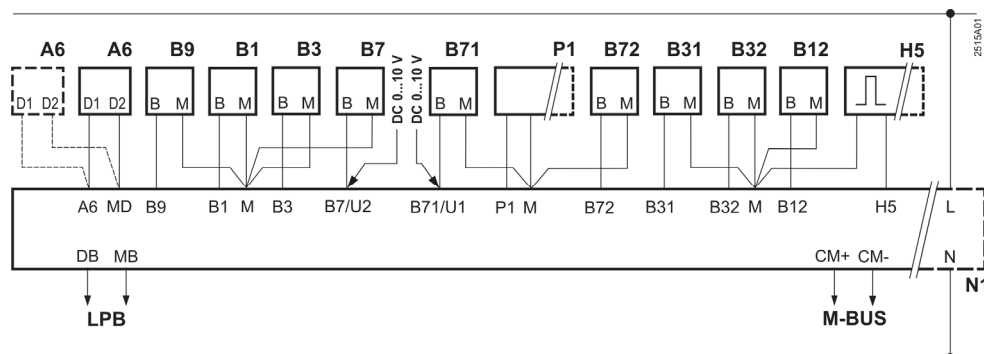 2515A01
A6 A6 B9 B1 B3 B7 DC 0...10 V DC 0...10 V B71 P1 B72 B31 B32 B12 H5
D1 D2 D1 D2 B M B M B M B M B M B M B M B M B M
A6 MD B9 B1 M B3 B7/U2 B71/U1 P1 M B72 B31 B32 M B12 H5 L
DB MB CM+ CM- N
N1
LPB M-BUS